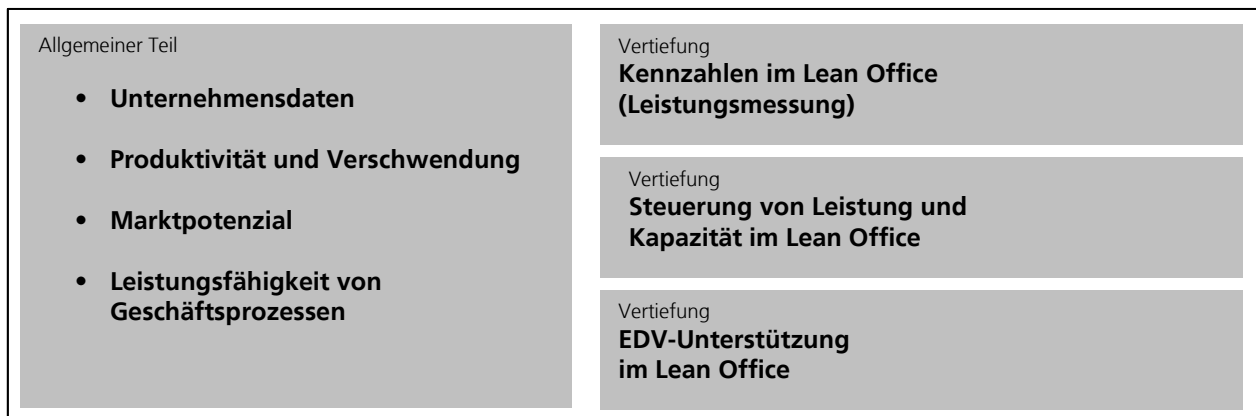 Allgemeiner Teil
• Unternehmensdaten
• Produktivität und Verschwendung
• Marktpotenzial
• Leistungsfähigkeit von
Geschäftsprozessen
Vertiefung
Kennzahlen im Lean Office
(Leistungsmessung)
Vertiefung
Steuerung von Leistung und
Kapazität im Lean Office
Vertiefung
EDV-Unterstützung
im Lean Office